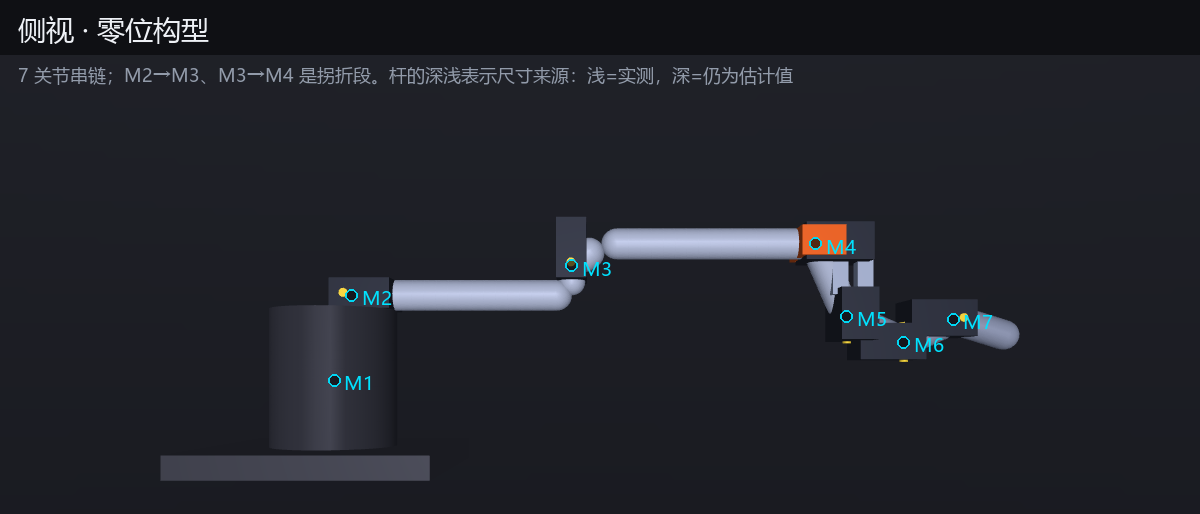 侧视 · 零位构型
7 关节串链；M2→M3、M3→M4 是拐折段。杆的深浅表示尺寸来源：浅=实测，深=仍为估计值
M3
M4
M2
M5
M7
M6
M1